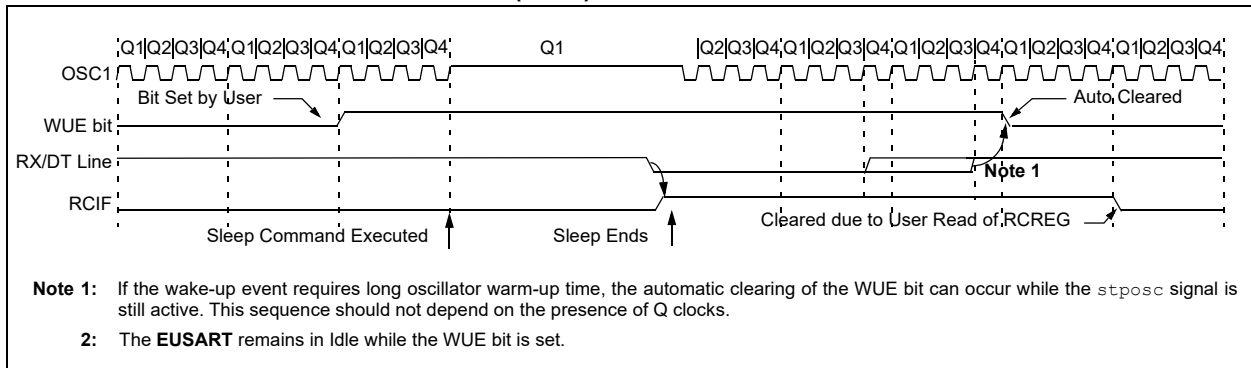 Q1 Q2 Q3 Q4 Q1 Q2 Q3 Q4 Q1 Q2 Q3 Q4 Q1 Q2 Q3 Q4 Q1 Q2 Q3 Q4 Q1 Q2 Q3 Q4 Q1 Q2 Q3 Q4 Q1 Q2 Q3 Q4
OSC1
Bit Set by User
Auto Cleared
WUE bit
RX/DT Line
Note 1
RCIF
Cleared due to User Read of RCREG
Sleep Command Executed
Sleep Ends
Note 1: If the wake-up event requires long oscillator warm-up time, the automatic clearing of the WUE bit can occur while the stposc signal is
still active. This sequence should not depend on the presence of Q clocks.
2: The EUSART remains in Idle while the WUE bit is set.